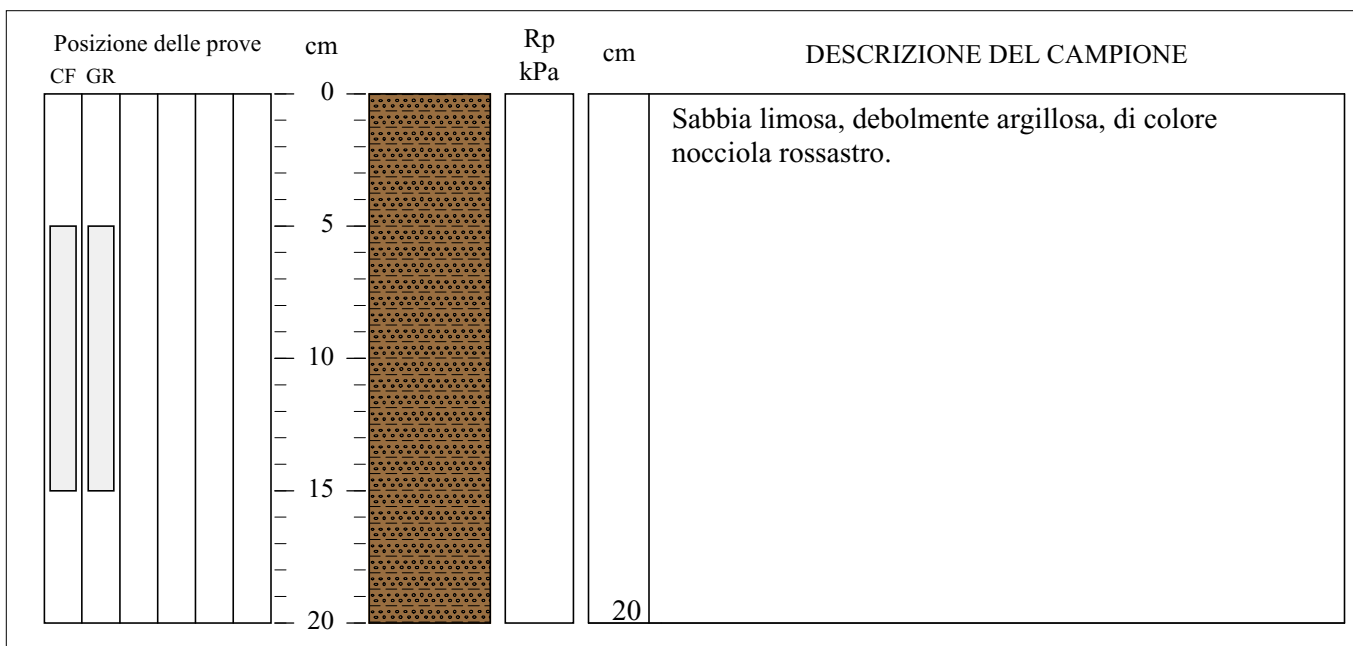 Posizione delle prove
CF GR
cm
Rp
kPa
cm
DESCRIZIONE DEL CAMPIONE
0
5
10
15
20
20
Sabbia limosa, debolmente argillosa, di colore
nocciola rossastro.